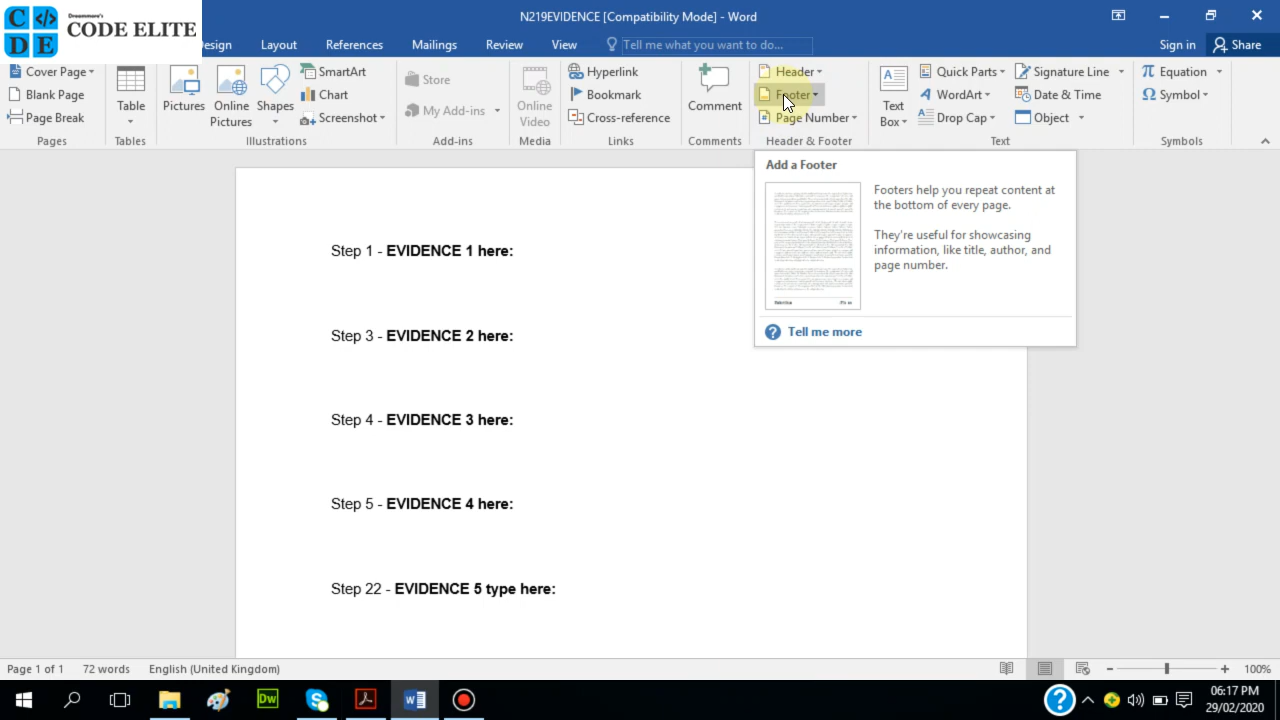 Dreammore's
CODE ELITE
C </>
D E
N219EVIDENCE [Compatibility Mode] - Word
esign Layout References Mailings Review View Tell me what you want to do... Sign in Share
Cover Page
Blank Page
Page Break
Pages
Table
Tables
Pictures
Online Pictures
Shapes
SmartArt
Chart
Screenshot
Illustrations
Store
My Add-ins
Add-ins
Online Video
Media
Hyperlink
Bookmark
Cross-reference
Links
Comment
Comments
Header
Footer
Page Number
Header & Footer
Text Box
Quick Parts
WordArt
Drop Cap
Signature Line
Date & Time
Object
Text
Equation
Symbol
Symbols
Add a Footer
Footers help you repeat content at
the bottom of every page.
They're useful for showcasing
information, like title, author, and
page number.
Tell me more
Step 1 - EVIDENCE 1 here:
Step 3 - EVIDENCE 2 here:
Step 4 - EVIDENCE 3 here:
Step 5 - EVIDENCE 4 here:
Step 22 - EVIDENCE 5 type here:
Page 1 of 1 72 words English (United Kingdom) 100%
Dw
06:17 PM
29/02/2020